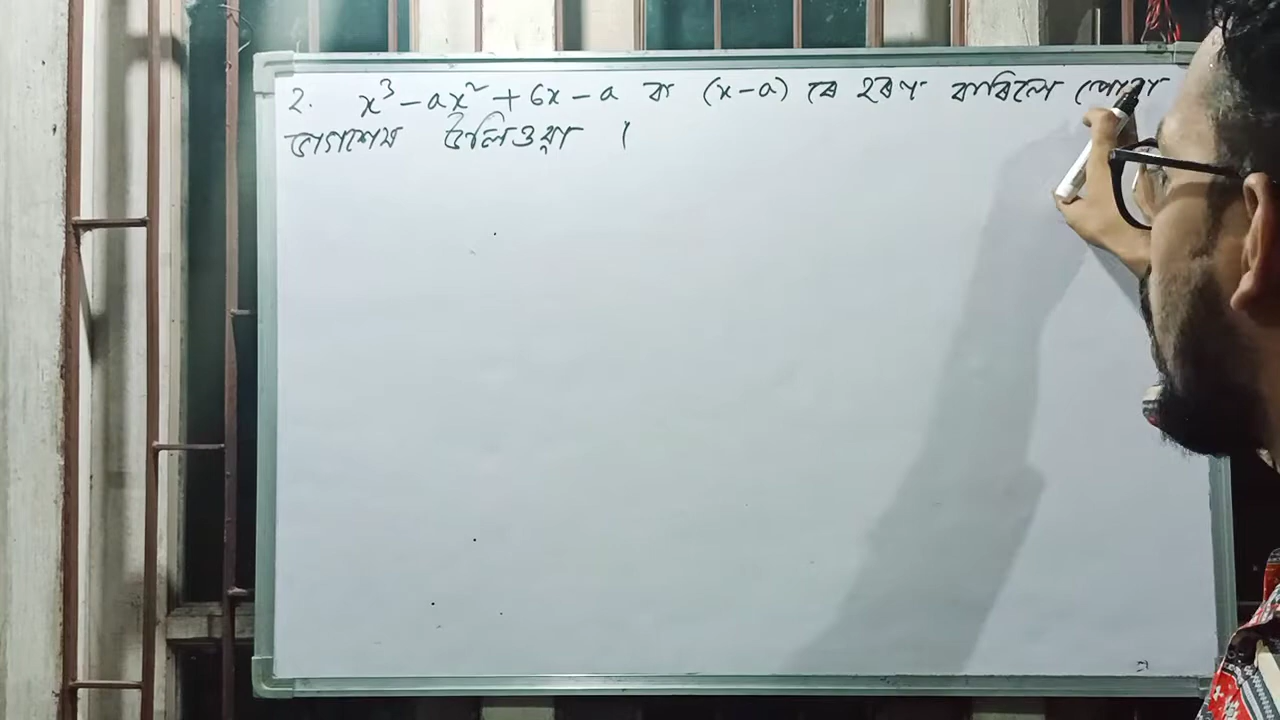 2. x³ - ax² + 6x - a ক (x-a) ৰে হৰণ কৰিলে
ভাগশেষ উলিওৱা ।